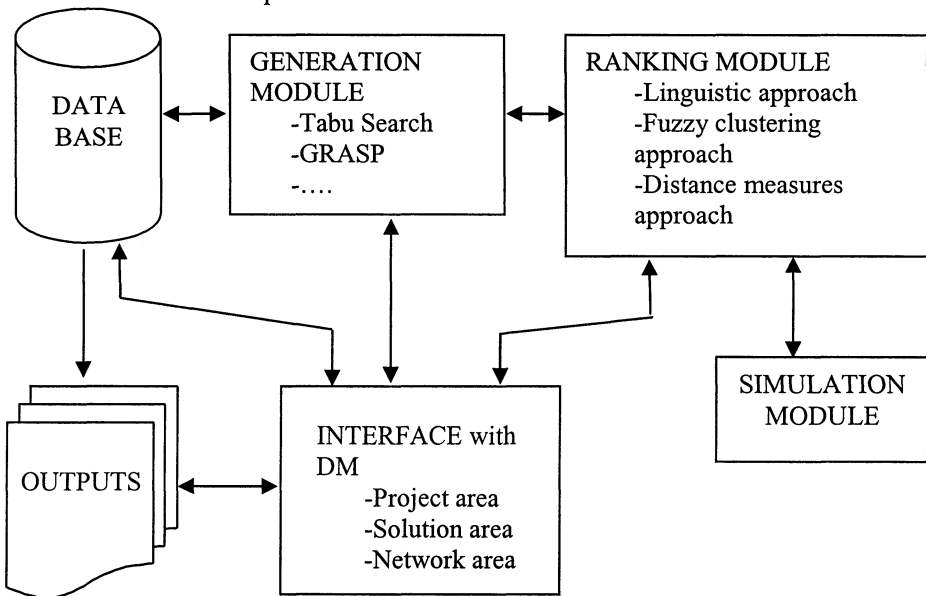 DATA
BASE
GENERATION
MODULE
-Tabu Search
-GRASP
-....
RANKING MODULE
-Linguistic approach
-Fuzzy clustering
approach
-Distance measures
approach
OUTPUTS
INTERFACE with
DM
-Project area
-Solution area
-Network area
SIMULATION
MODULE